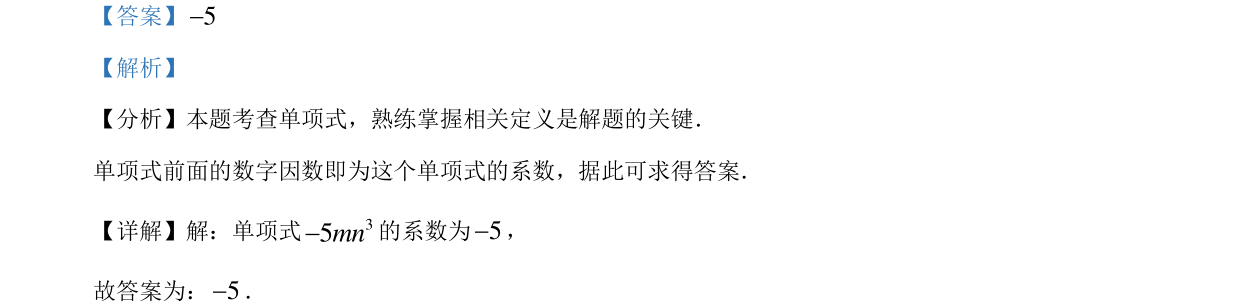 【答案】−5
【解析】
【分析】本题考查单项式，熟练掌握相关定义是解题的关键．
单项式前面的数字因数即为这个单项式的系数，据此可求得答案．
【详解】解：单项式−5mn³的系数为−5，
故答案为：−5．